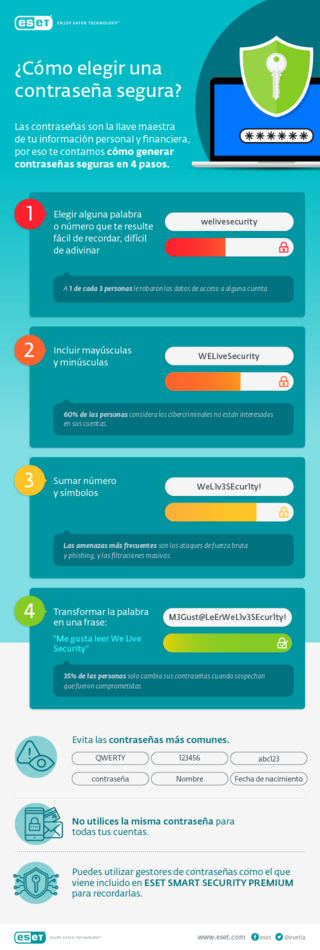 eset ENJOY SAFER TECHNOLOGY™
¿Cómo elegir una
contraseña segura?
Las contraseñas son la llave maestra
de tu información personal y financiera,
por eso te contamos cómo generar
contraseñas seguras en 4 pasos.
******
1
Elegir alguna palabra
o número que te resulte
fácil de recordar, difícil
de adivinar
welivesecurity
A 1 de cada 3 personas le robaron los datos de acceso a alguna cuenta.
2
Incluir mayúsculas
y minúsculas
WELiveSecurity
60% de las personas considera los cibercriminales no están interesados
en sus cuentas.
3
Sumar número
y símbolos
WeL1v3SEcur1ty!
Las amenazas más frecuentes son los ataques de fuerza bruta
y phishing, y las filtraciones masivas.
4
Transformar la palabra
en una frase:
"Me gusta leer We Live
Security"
M3Gust@LeErWeL1v3SEcur1ty!
35% de las personas solo cambia sus contraseñas cuando sospechan
que fueron comprometidas.
Evita las contraseñas más comunes.
QWERTY 123456 abc123
contraseña Nombre Fecha de nacimiento
No utilices la misma contraseña para
todas tus cuentas.
Puedes utilizar gestores de contraseñas como el que
viene incluido en ESET SMART SECURITY PREMIUM
para recordarlas.
eset ENJOY SAFER TECHNOLOGY™ www.eset.com eset @esetla